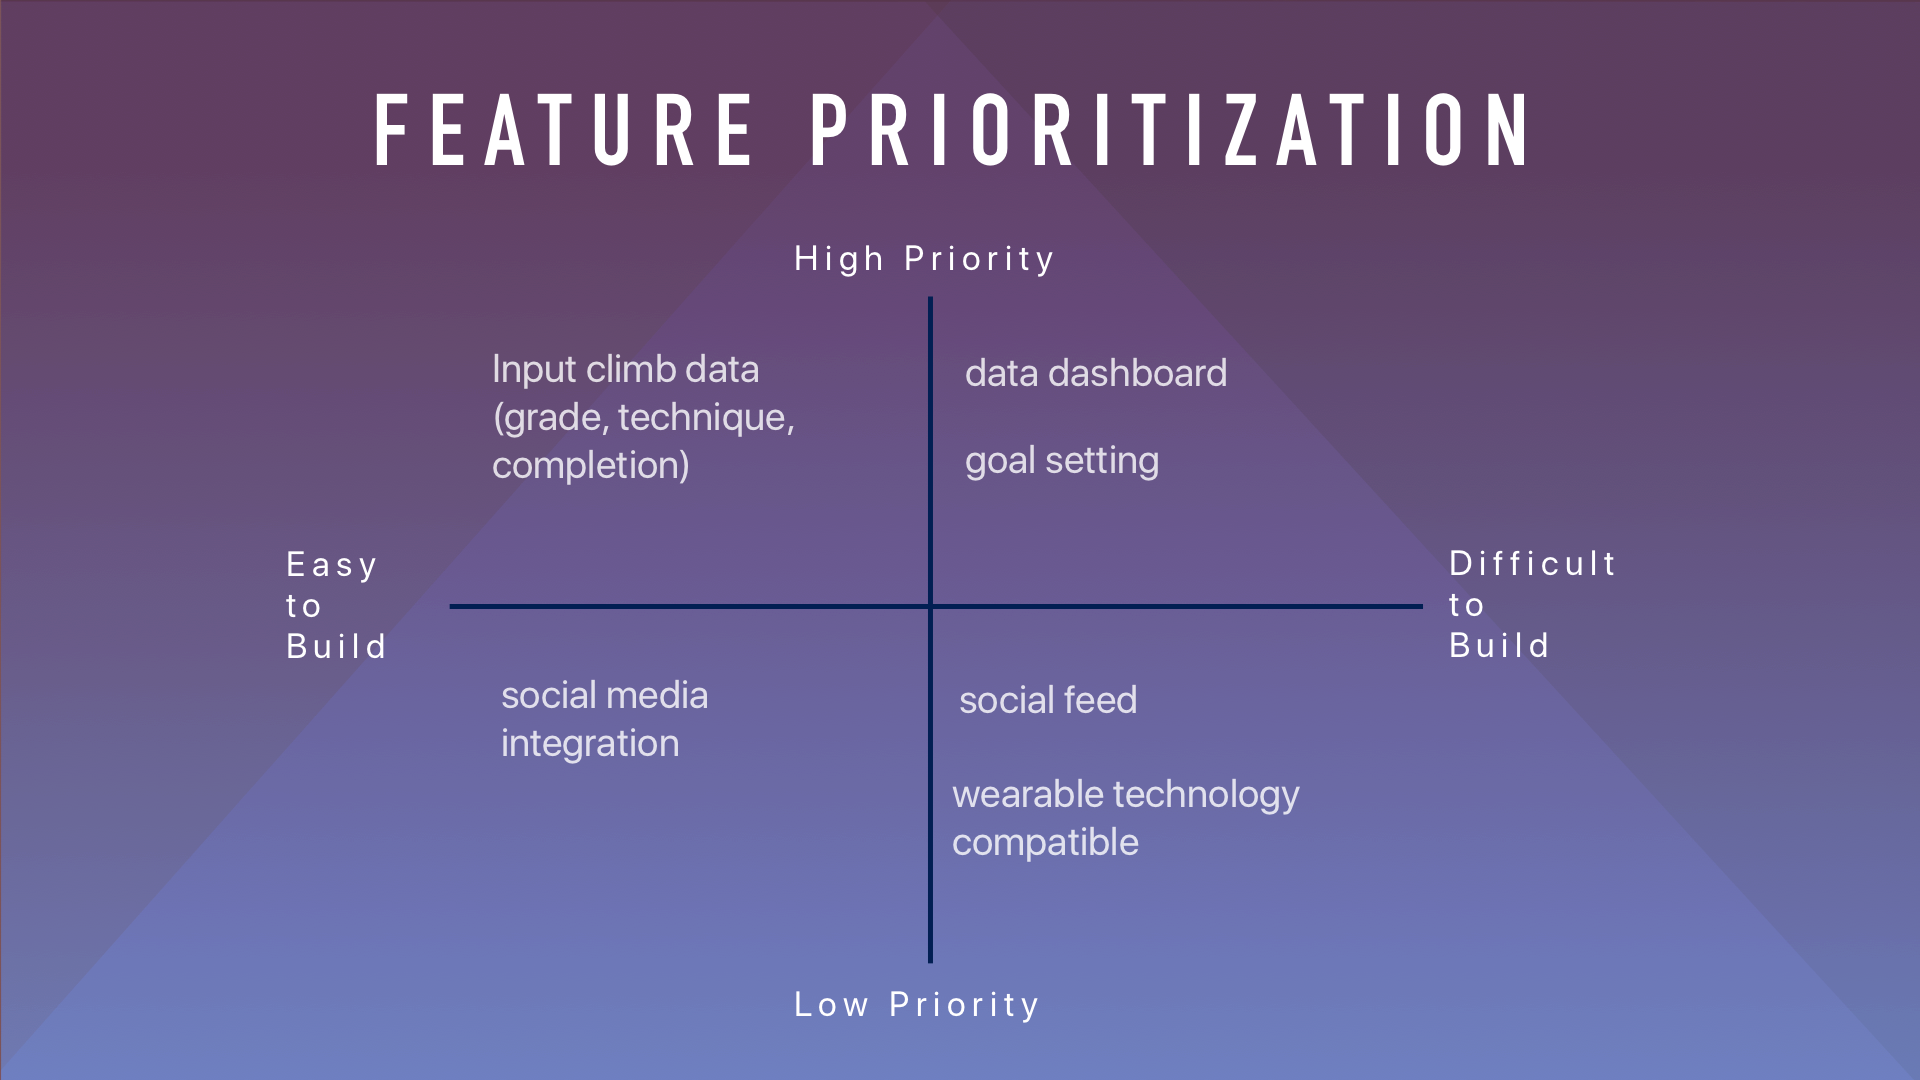 FEATURE PRIORITIZATION
High Priority
Input climb data
(grade, technique,
completion)
data dashboard
goal setting
Easy
to
Build
Difficult
to
Build
social media
integration
social feed
wearable technology
compatible
Low Priority